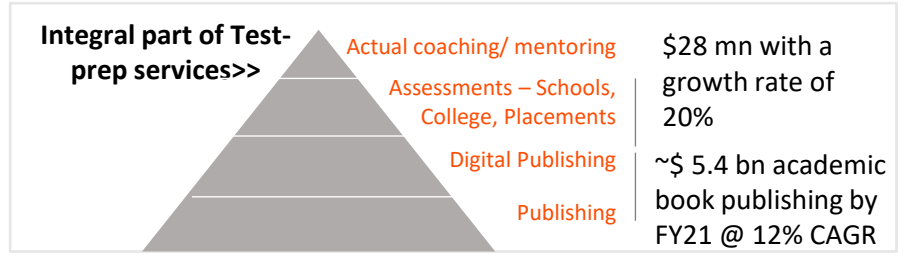 Integral part of Test-
prep services>>
Actual coaching/ mentoring
Assessments – Schools,
College, Placements
Digital Publishing
Publishing
$28 mn with a
growth rate of
20%
~$ 5.4 bn academic
book publishing by
FY21 @ 12% CAGR